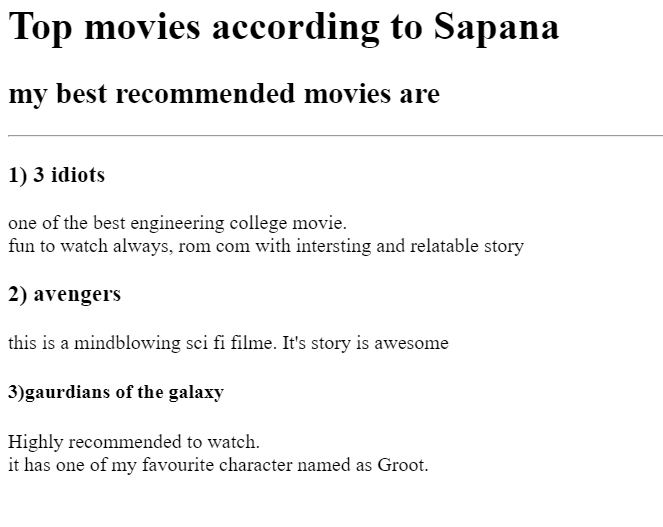 Top movies according to Sapana
my best recommended movies are
1) 3 idiots
one of the best engineering college movie.
fun to watch always, rom com with intersting and relatable story
2) avengers
this is a mindblowing sci fi filme. It's story is awesome
3)gaurdians of the galaxy
Highly recommended to watch.
it has one of my favourite character named as Groot.